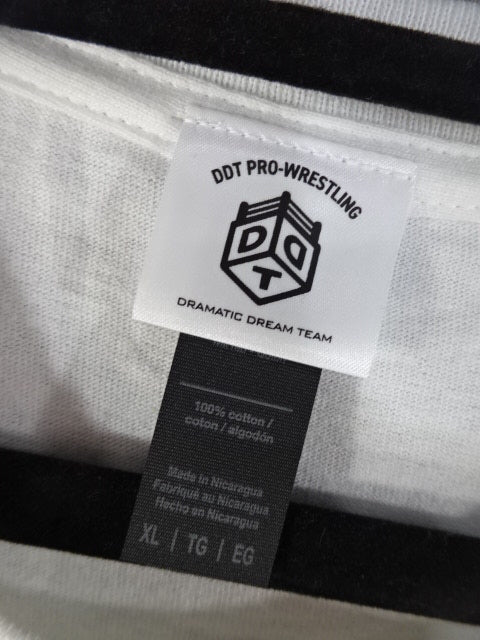 DDT PRO-WRESTLING
D D
T
DRAMATIC DREAM TEAM
100% cotton /
coton / algodón
Made in Nicaragua
Fabriqué au Nicaragua
Hecho en Nicaragua
XL | TG | EG